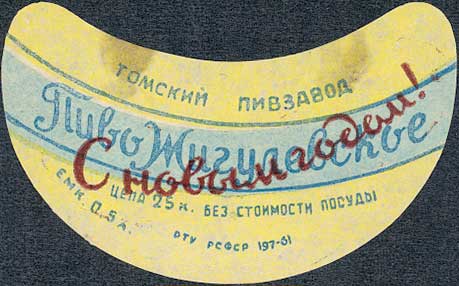 ТОМСКИЙ ПИВЗАВОД
Пиво Жигулевское
С новым годом!
ЦЕНА 25 к. БЕЗ СТОИМОСТИ ПОСУДЫ
ЕМК. 0,5 л.
РТУ РСФСР 197-61